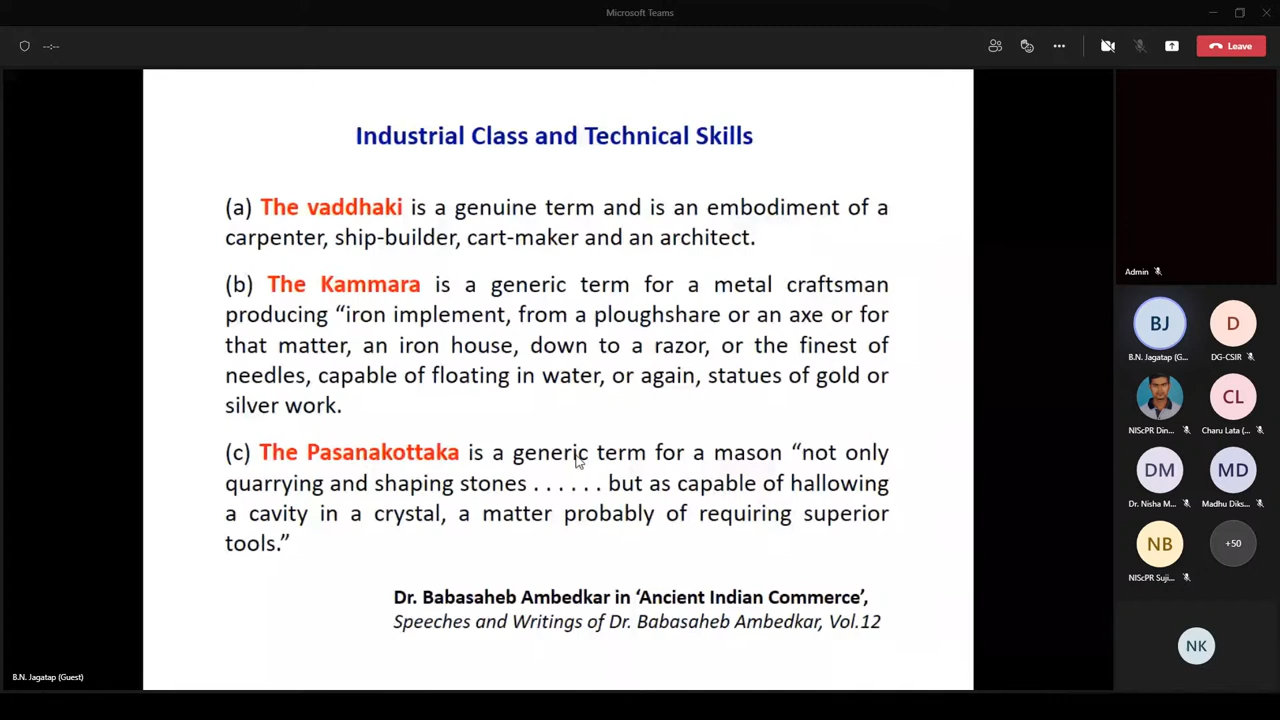 Microsoft Teams
--:--
Leave
Industrial Class and Technical Skills
(a) The vaddhaki is a genuine term and is an embodiment of a
carpenter, ship-builder, cart-maker and an architect.
(b) The Kammara is a generic term for a metal craftsman
producing “iron implement, from a ploughshare or an axe or for
that matter, an iron house, down to a razor, or the finest of
needles, capable of floating in water, or again, statues of gold or
silver work.
(c) The Pasanakottaka is a generic term for a mason “not only
quarrying and shaping stones . . . . . . but as capable of hallowing
a cavity in a crystal, a matter probably of requiring superior
tools.”
Dr. Babasaheb Ambedkar in ‘Ancient Indian Commerce’,
Speeches and Writings of Dr. Babasaheb Ambedkar, Vol.12
B.N. Jagatap (Guest)
Admin
BJ
B.N. Jagatap (G...
D
DG-CSIR
NIScPR Din...
CL
Charu Lata (...
DM
Dr. Nisha M...
MD
Madhu Diks...
NB
NIScPR Suji...
+50
NK